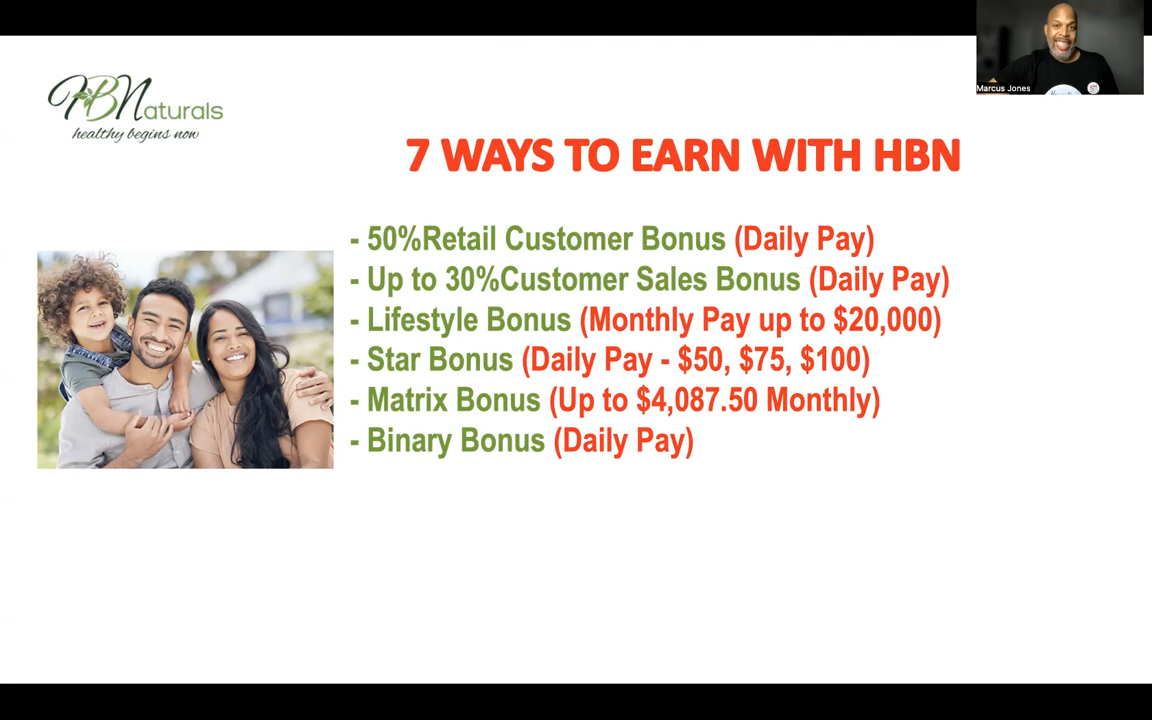 Marcus Jones
HBNaturals
healthy begins now
7 WAYS TO EARN WITH HBN
- 50%Retail Customer Bonus (Daily Pay)
- Up to 30%Customer Sales Bonus (Daily Pay)
- Lifestyle Bonus (Monthly Pay up to $20,000)
- Star Bonus (Daily Pay - $50, $75, $100)
- Matrix Bonus (Up to $4,087.50 Monthly)
- Binary Bonus (Daily Pay)